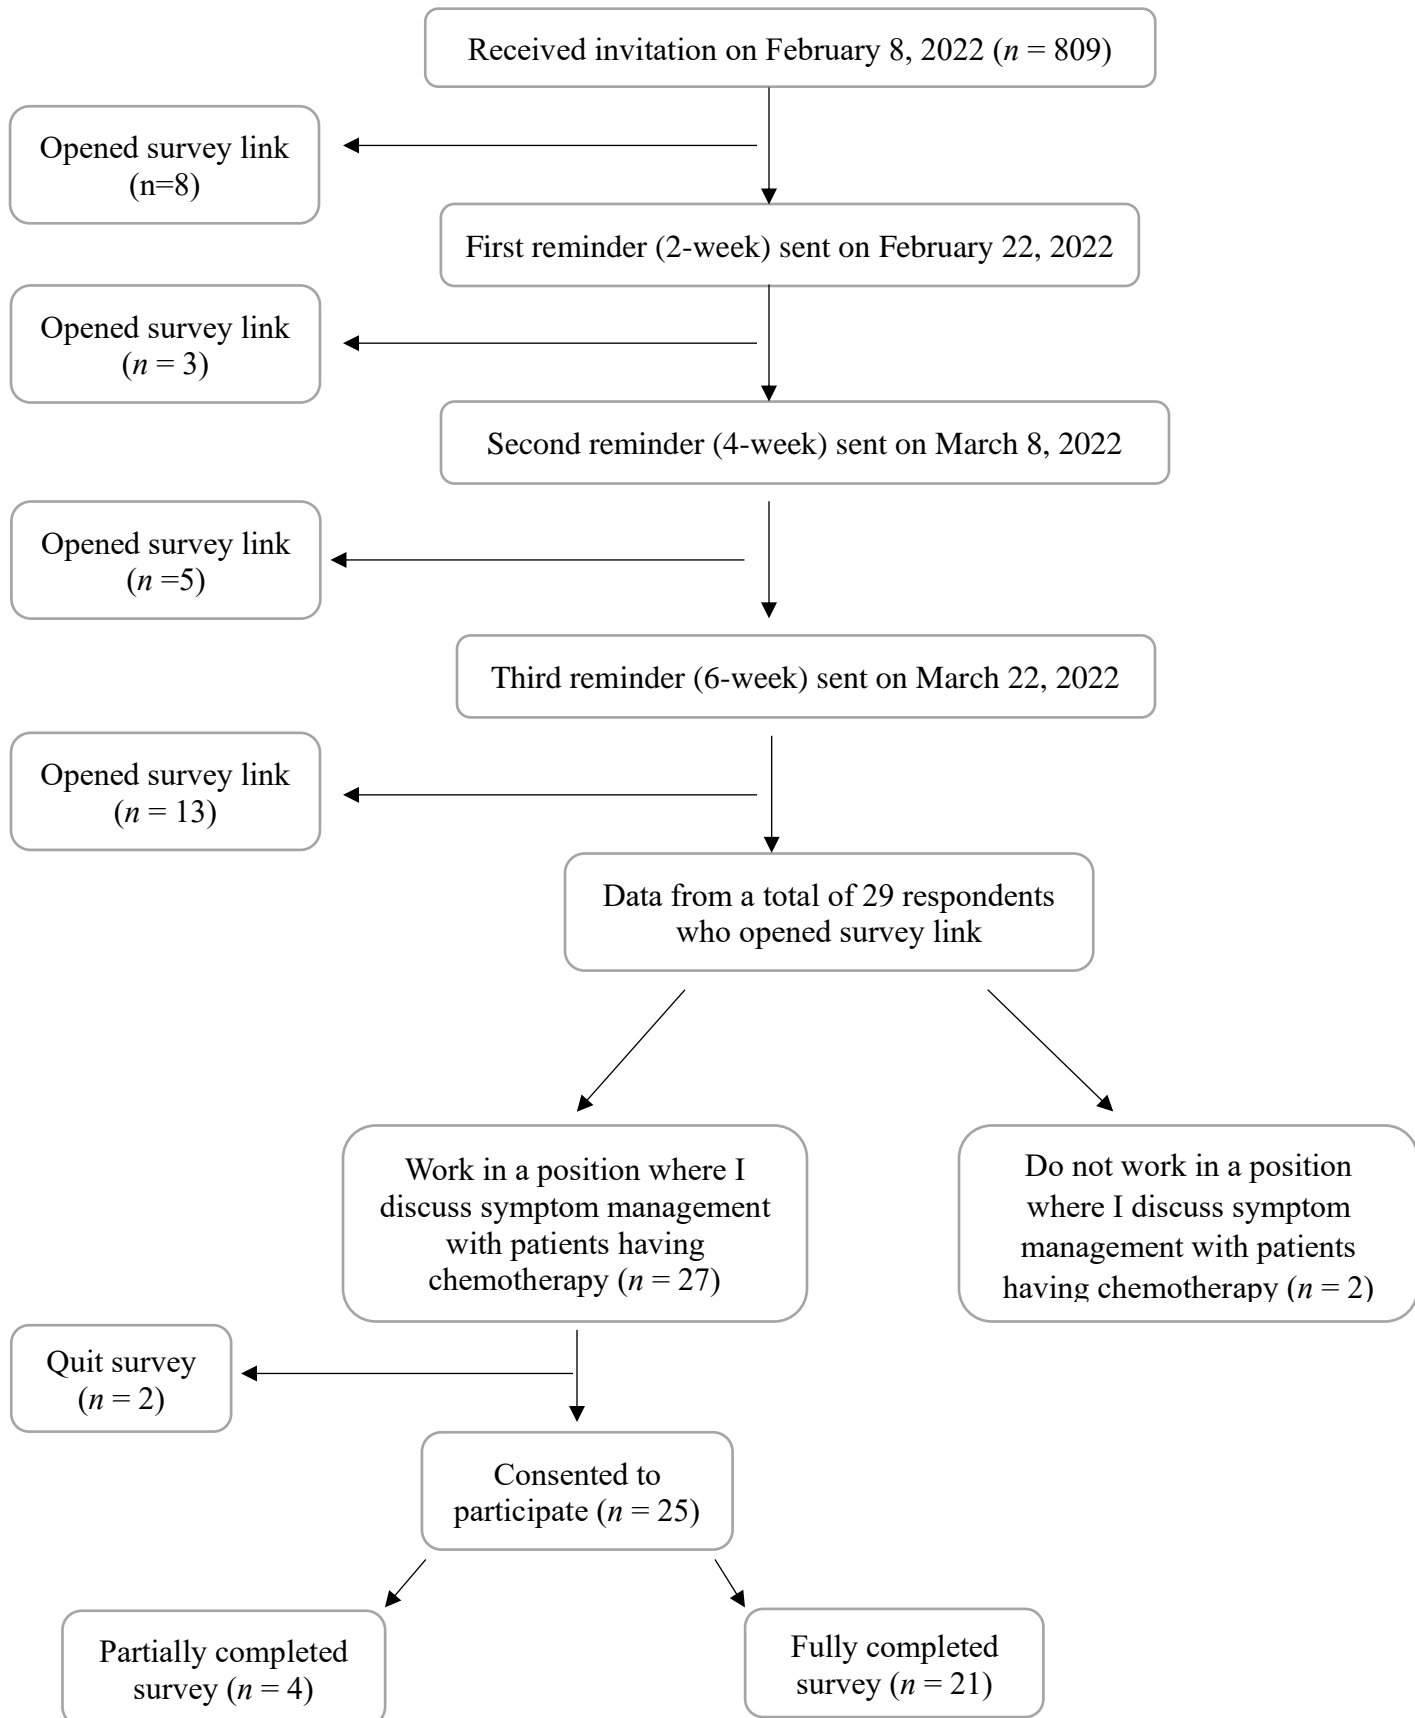 Received invitation on February 8, 2022 (n = 809)
Opened survey link
(n=8)
First reminder (2-week) sent on February 22, 2022
Opened survey link
(n = 3)
Second reminder (4-week) sent on March 8, 2022
Opened survey link
(n =5)
Third reminder (6-week) sent on March 22, 2022
Opened survey link
(n = 13)
Data from a total of 29 respondents
who opened survey link
Work in a position where I
discuss symptom management
with patients having
chemotherapy (n = 27)
Do not work in a position
where I discuss symptom
management with patients
having chemotherapy (n = 2)
Quit survey
(n = 2)
Consented to
participate (n = 25)
Partially completed
survey (n = 4)
Fully completed
survey (n = 21)